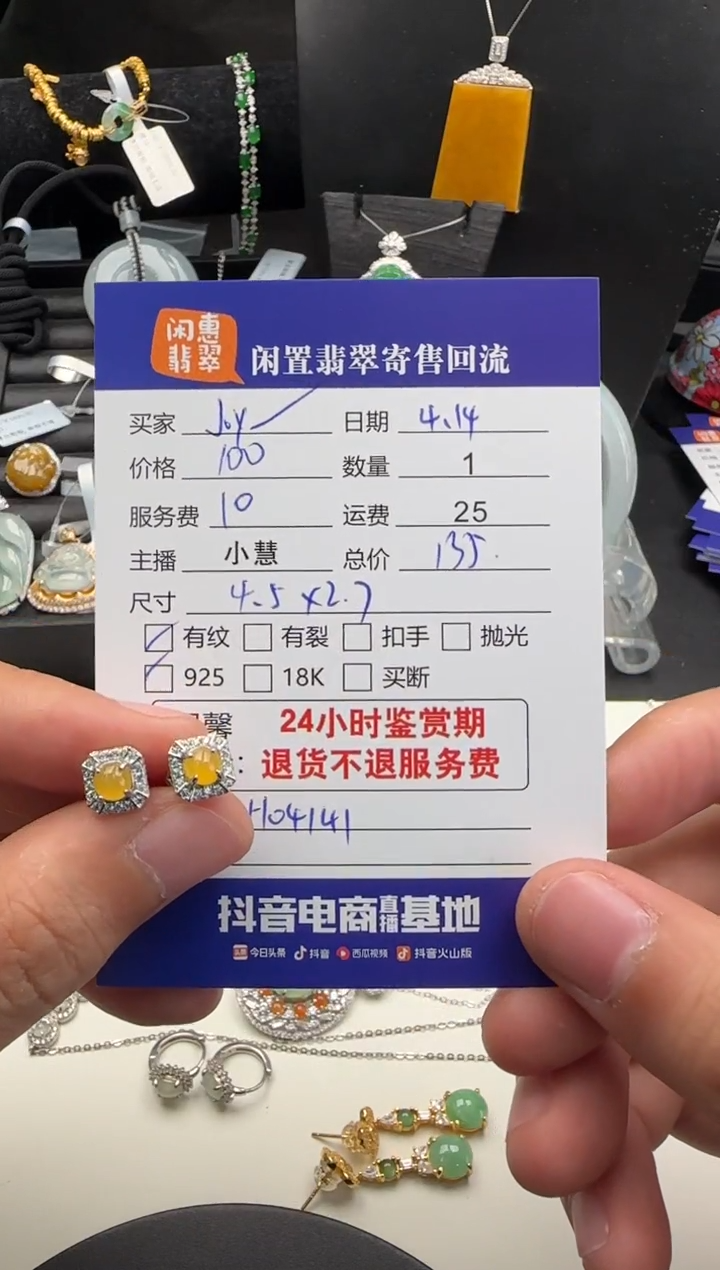 闲惠
翡翠
闲置翡翠寄售回流
买家 Joy 日期 4.14
价格 100 数量 1
服务费 10 运费 25
主播 小慧 总价 135.
尺寸 4.5×2.7
有纹 有裂 扣手 抛光
925 18K 买断
馨 24小时鉴赏期
: 退货不退服务费
H04141
抖音电商直播基地
今日头条 抖音 西瓜视频 抖音火山版